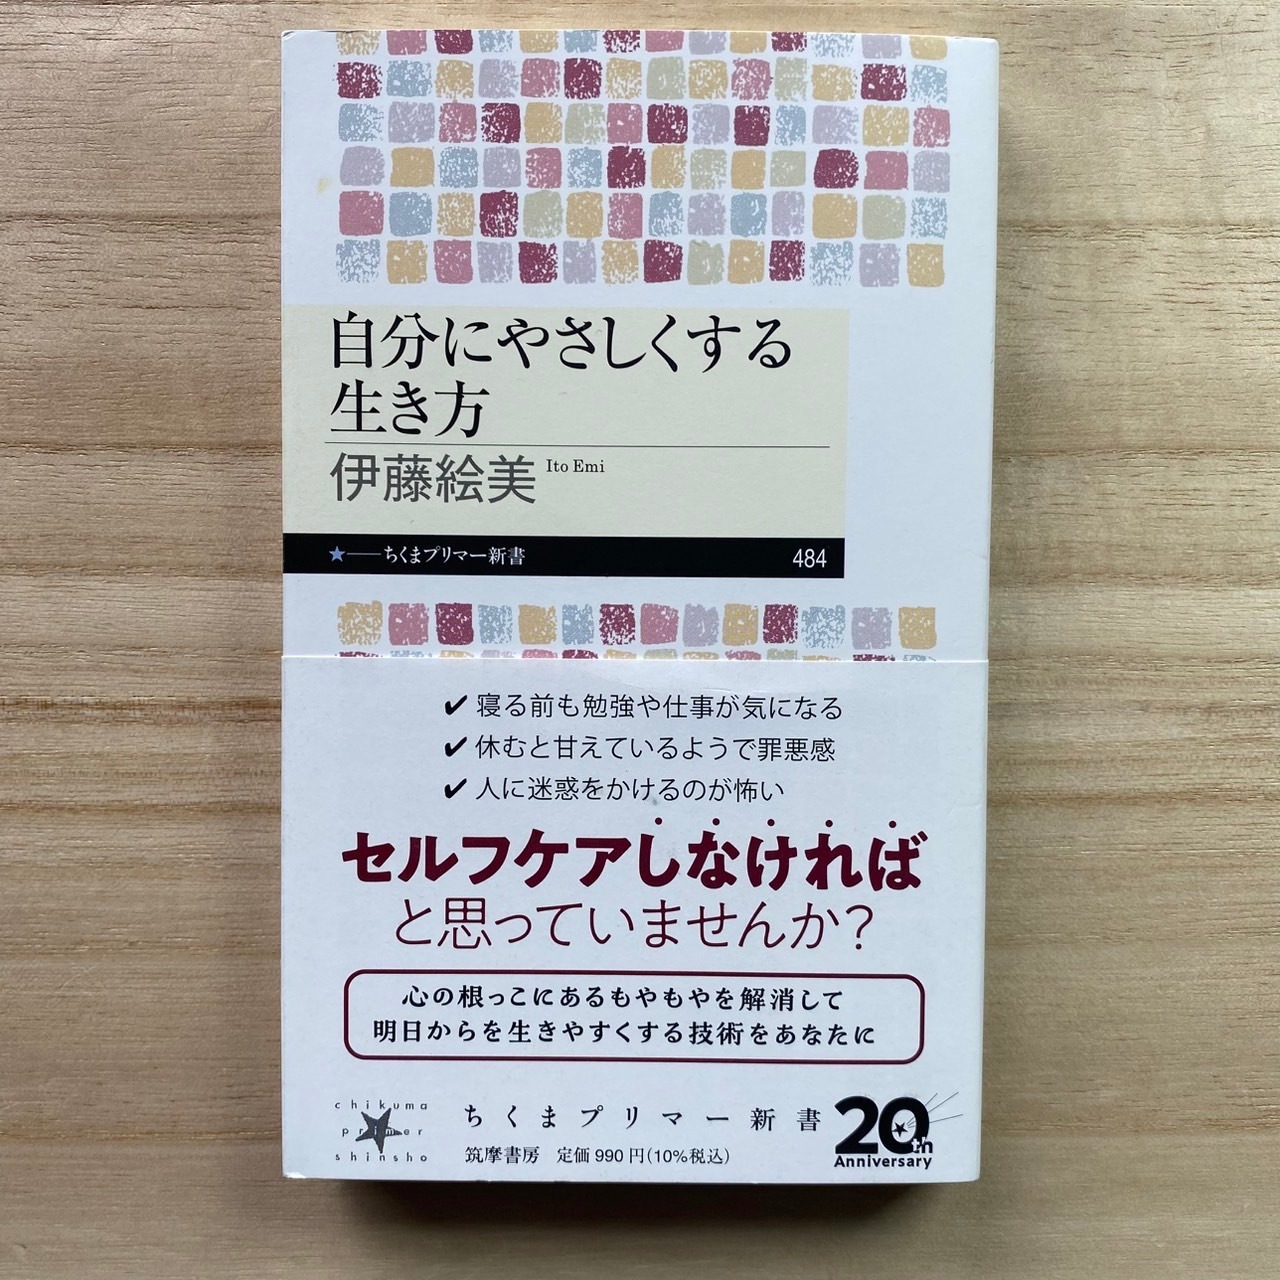 自分にやさしくする
生き方
伊藤絵美 Ito Emi
★──ちくまプリマー新書 484
✔ 寝る前も勉強や仕事が気になる
✔ 休むと甘えているようで罪悪感
✔ 人に迷惑をかけるのが怖い
セルフケアしなければ
と思っていませんか?
心の根っこにあるもやもやを解消して
明日からを生きやすくする技術をあなたに
chikuma
primer
shinsho
ちくまプリマー新書
筑摩書房 定価990円(10%税込)
20th
Anniversary